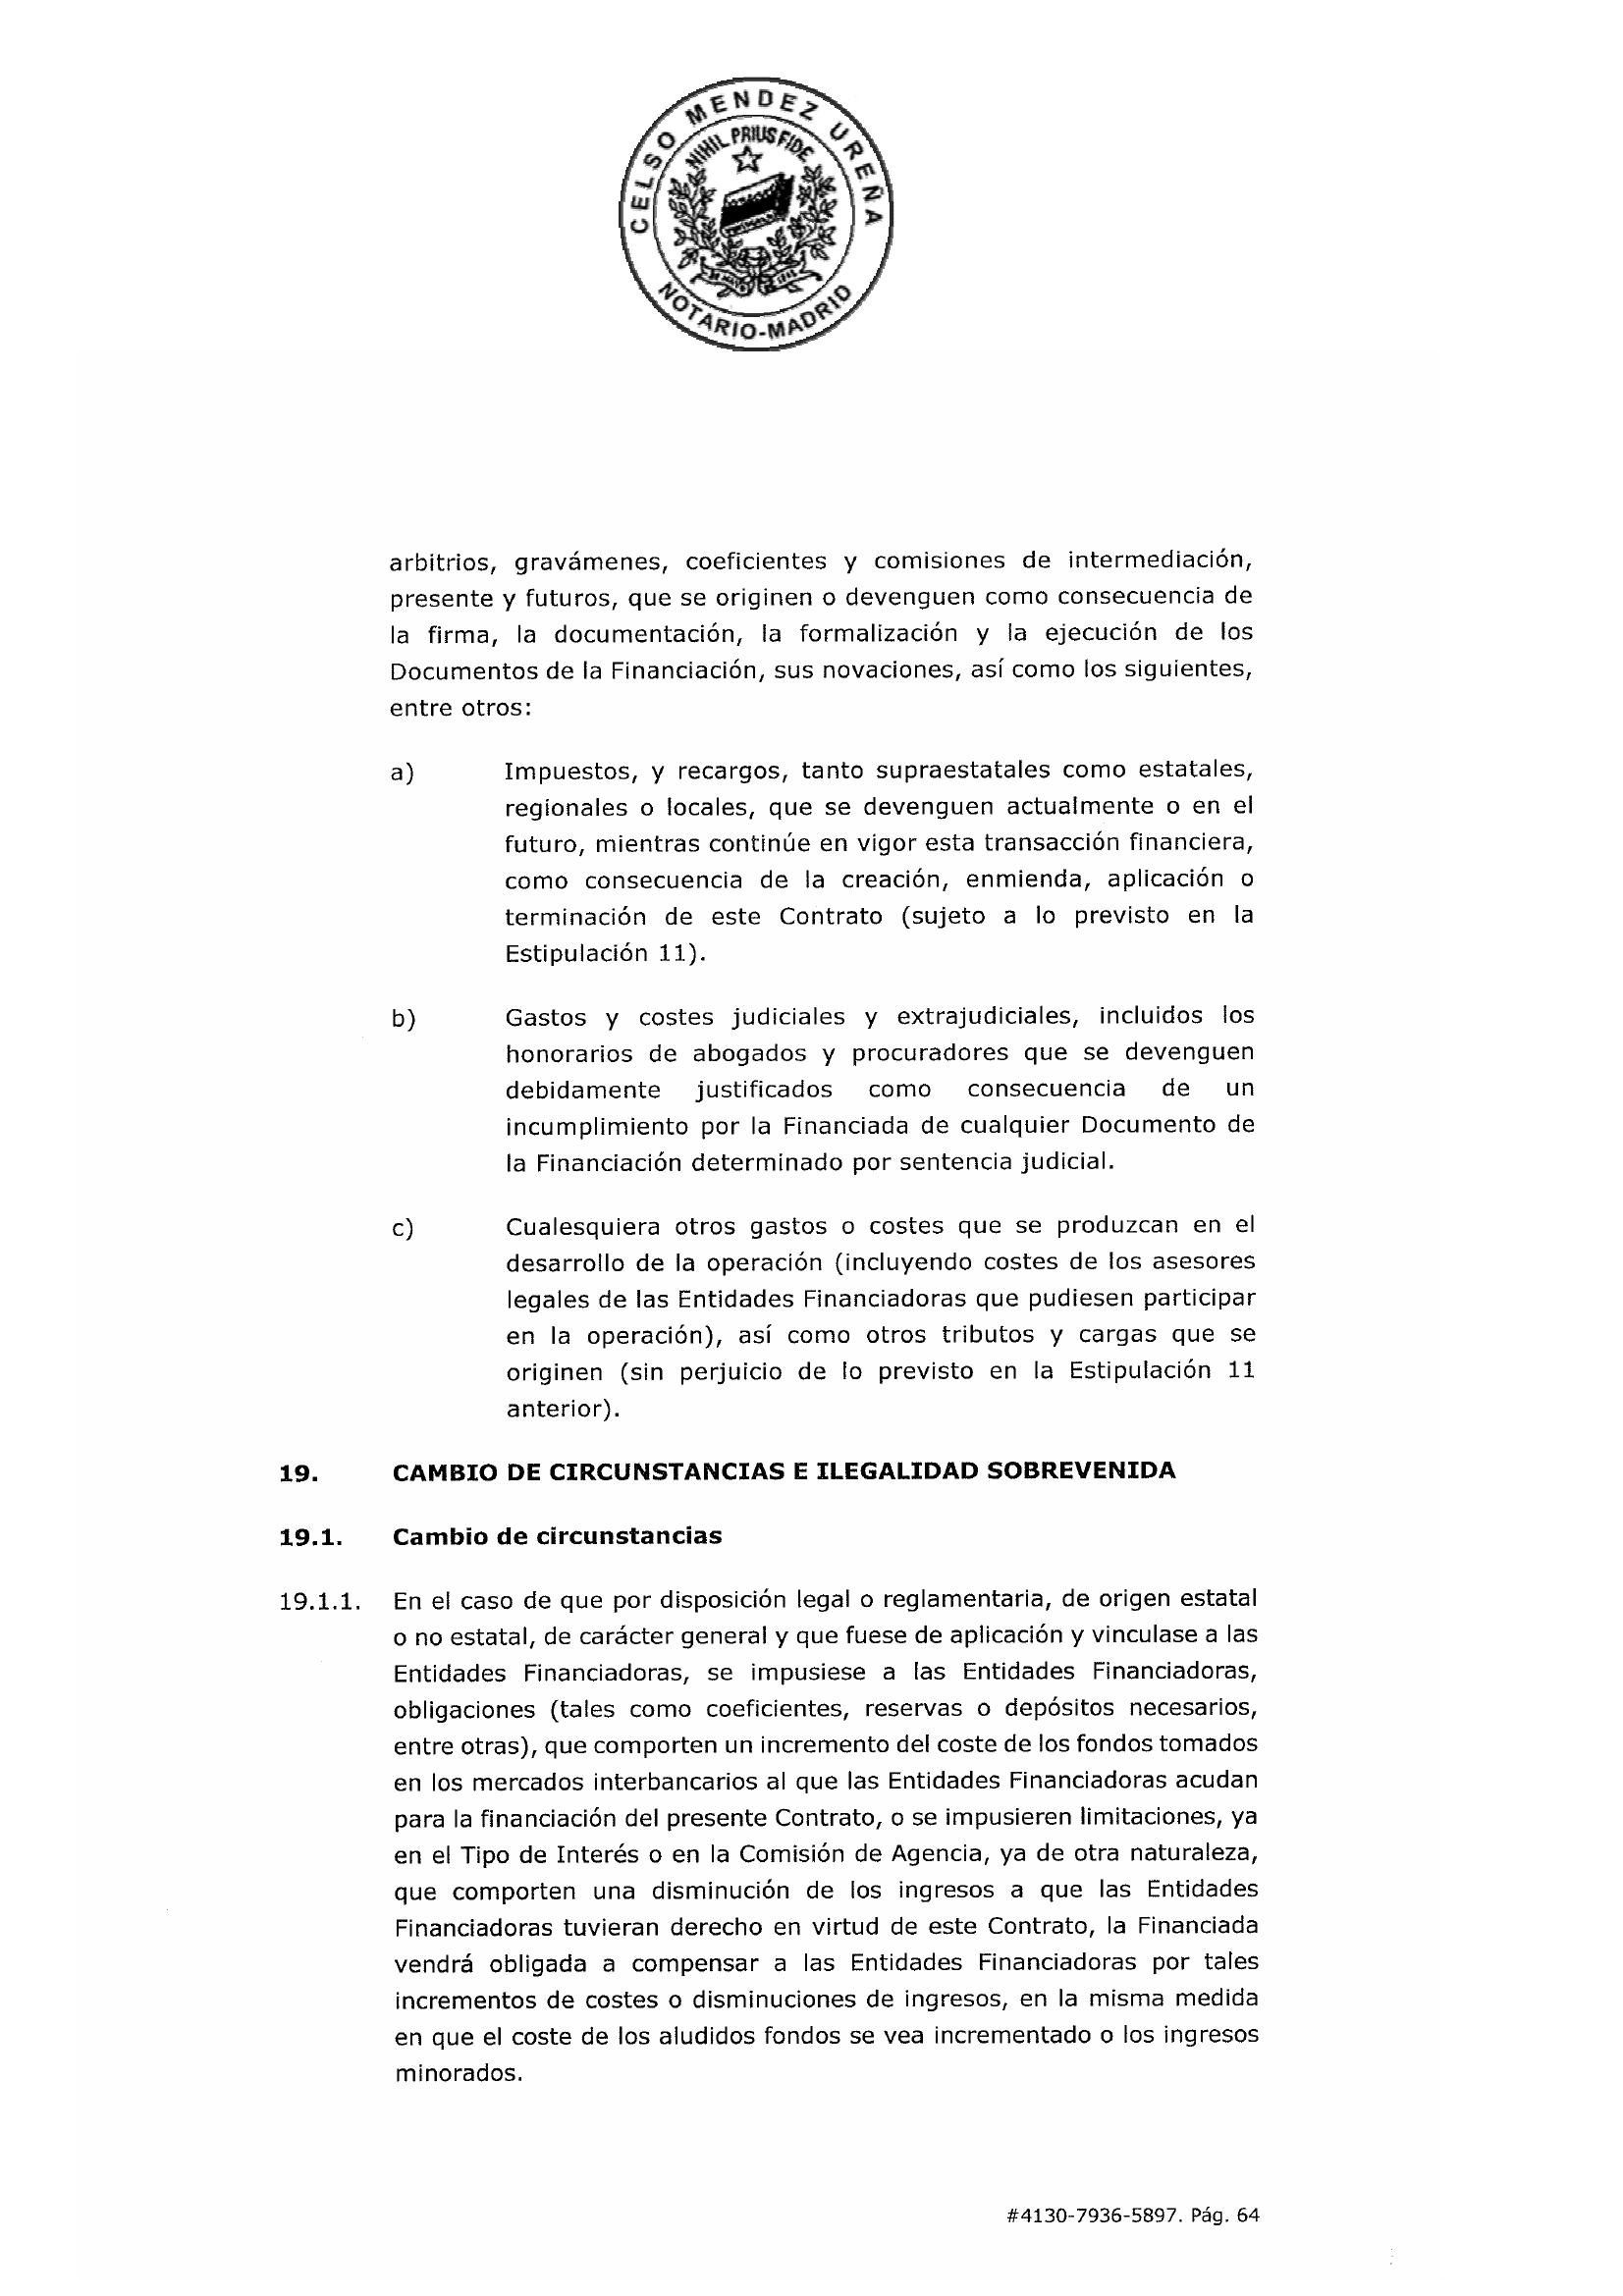 CELSO MENDEZ UREÑA
NIHIL PRIUS FIDE
NOTARIO-MADRID
arbitrios, gravámenes, coeficientes y comisiones de intermediación,
presente y futuros, que se originen o devenguen como consecuencia de
la firma, la documentación, la formalización y la ejecución de los
Documentos de la Financiación, sus novaciones, así como los siguientes,
entre otros:
a) Impuestos, y recargos, tanto supraestatales como estatales,
regionales o locales, que se devenguen actualmente o en el
futuro, mientras continúe en vigor esta transacción financiera,
como consecuencia de la creación, enmienda, aplicación o
terminación de este Contrato (sujeto a lo previsto en la
Estipulación 11).
b) Gastos y costes judiciales y extrajudiciales, incluidos los
honorarios de abogados y procuradores que se devenguen
debidamente justificados como consecuencia de un
incumplimiento por la Financiada de cualquier Documento de
la Financiación determinado por sentencia judicial.
c) Cualesquiera otros gastos o costes que se produzcan en el
desarrollo de la operación (incluyendo costes de los asesores
legales de las Entidades Financiadoras que pudiesen participar
en la operación), así como otros tributos y cargas que se
originen (sin perjuicio de lo previsto en la Estipulación 11
anterior).
19. CAMBIO DE CIRCUNSTANCIAS E ILEGALIDAD SOBREVENIDA
19.1. Cambio de circunstancias
19.1.1. En el caso de que por disposición legal o reglamentaria, de origen estatal
o no estatal, de carácter general y que fuese de aplicación y vinculase a las
Entidades Financiadoras, se impusiese a las Entidades Financiadoras,
obligaciones (tales como coeficientes, reservas o depósitos necesarios,
entre otras), que comporten un incremento del coste de los fondos tomados
en los mercados interbancarios al que las Entidades Financiadoras acudan
para la financiación del presente Contrato, o se impusieren limitaciones, ya
en el Tipo de Interés o en la Comisión de Agencia, ya de otra naturaleza,
que comporten una disminución de los ingresos a que las Entidades
Financiadoras tuvieran derecho en virtud de este Contrato, la Financiada
vendrá obligada a compensar a las Entidades Financiadoras por tales
incrementos de costes o disminuciones de ingresos, en la misma medida
en que el coste de los aludidos fondos se vea incrementado o los ingresos
minorados.
#4130-7936-5897. Pág. 64